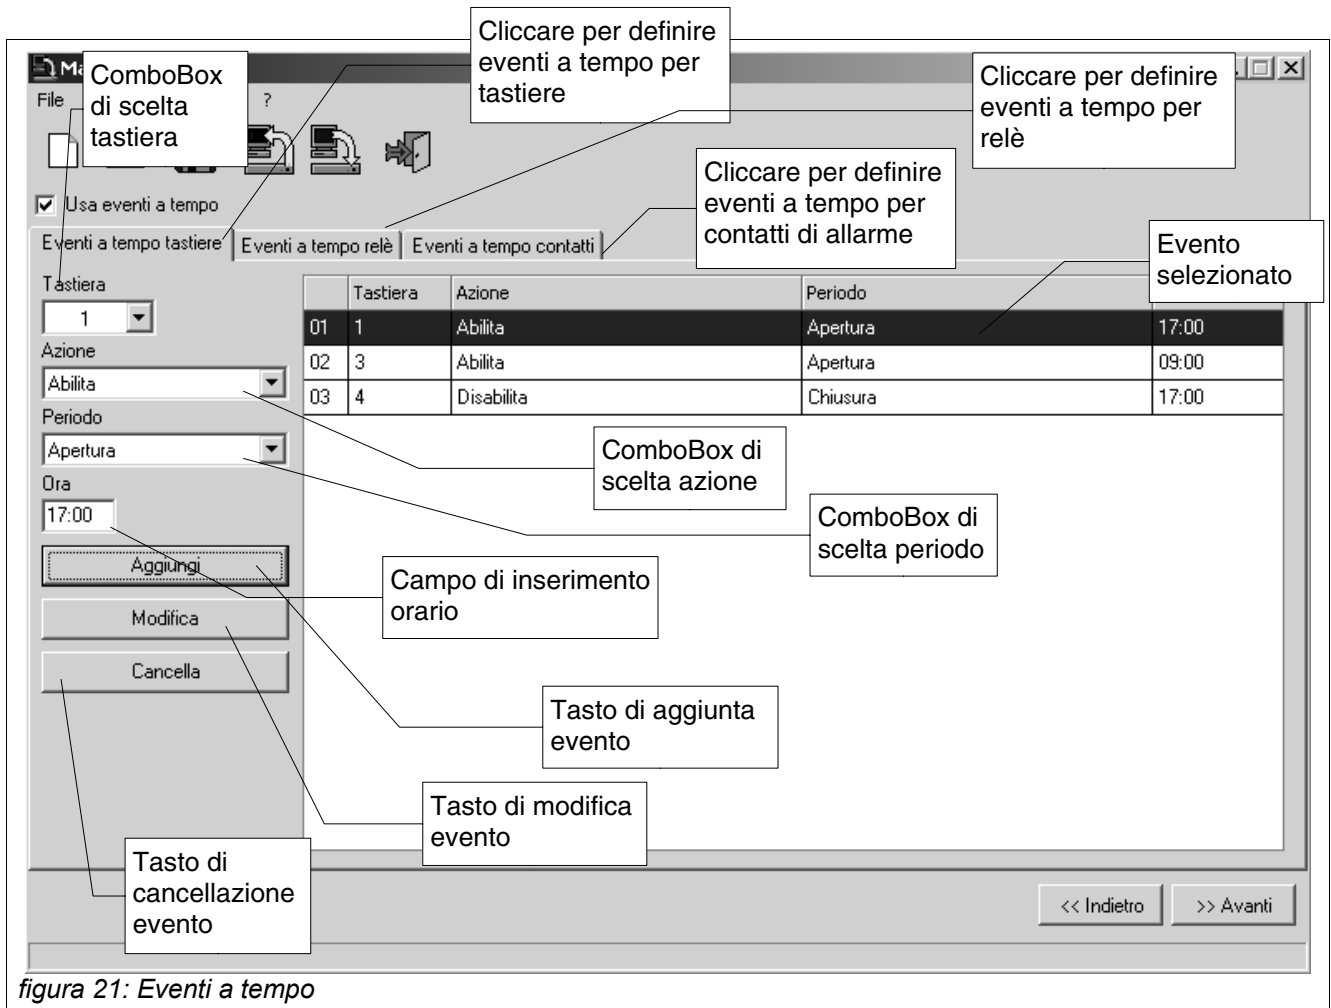 Cliccare per definire
eventi a tempo per
tastiere
ComboBox
di scelta
tastiera
Cliccare per definire
eventi a tempo per
relè
File
?
Cliccare per definire
eventi a tempo per
contatti di allarme
Usa eventi a tempo
Eventi a tempo tastiere
Eventi a tempo relè
Eventi a tempo contatti
Evento
selezionato
Tastiera
1
Azione
Abilita
Periodo
Apertura
Ora
17:00
Aggiungi
Modifica
Cancella
Tastiera Azione Periodo
01 1 Abilita Apertura 17:00
02 3 Abilita Apertura 09:00
03 4 Disabilita Chiusura 17:00
ComboBox di
scelta azione
ComboBox di
scelta periodo
Campo di inserimento
orario
Tasto di aggiunta
evento
Tasto di modifica
evento
Tasto di
cancellazione
evento
<< Indietro
>> Avanti
figura 21: Eventi a tempo